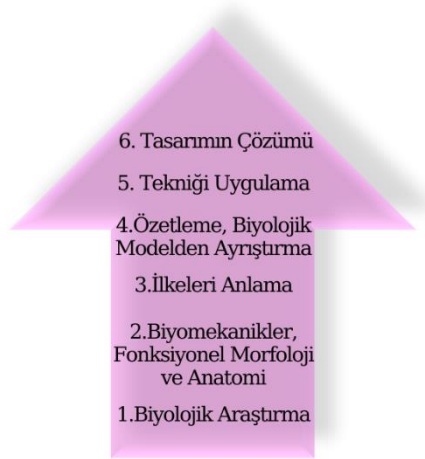 6. Tasarımın Çözümü
5. Tekniği Uygulama
4.Özetleme, Biyolojik
Modelden Ayrıştırma
3.İlkeleri Anlama
2.Biyomekanikler,
Fonksiyonel Morfoloji
ve Anatomi
1.Biyolojik Araştırma